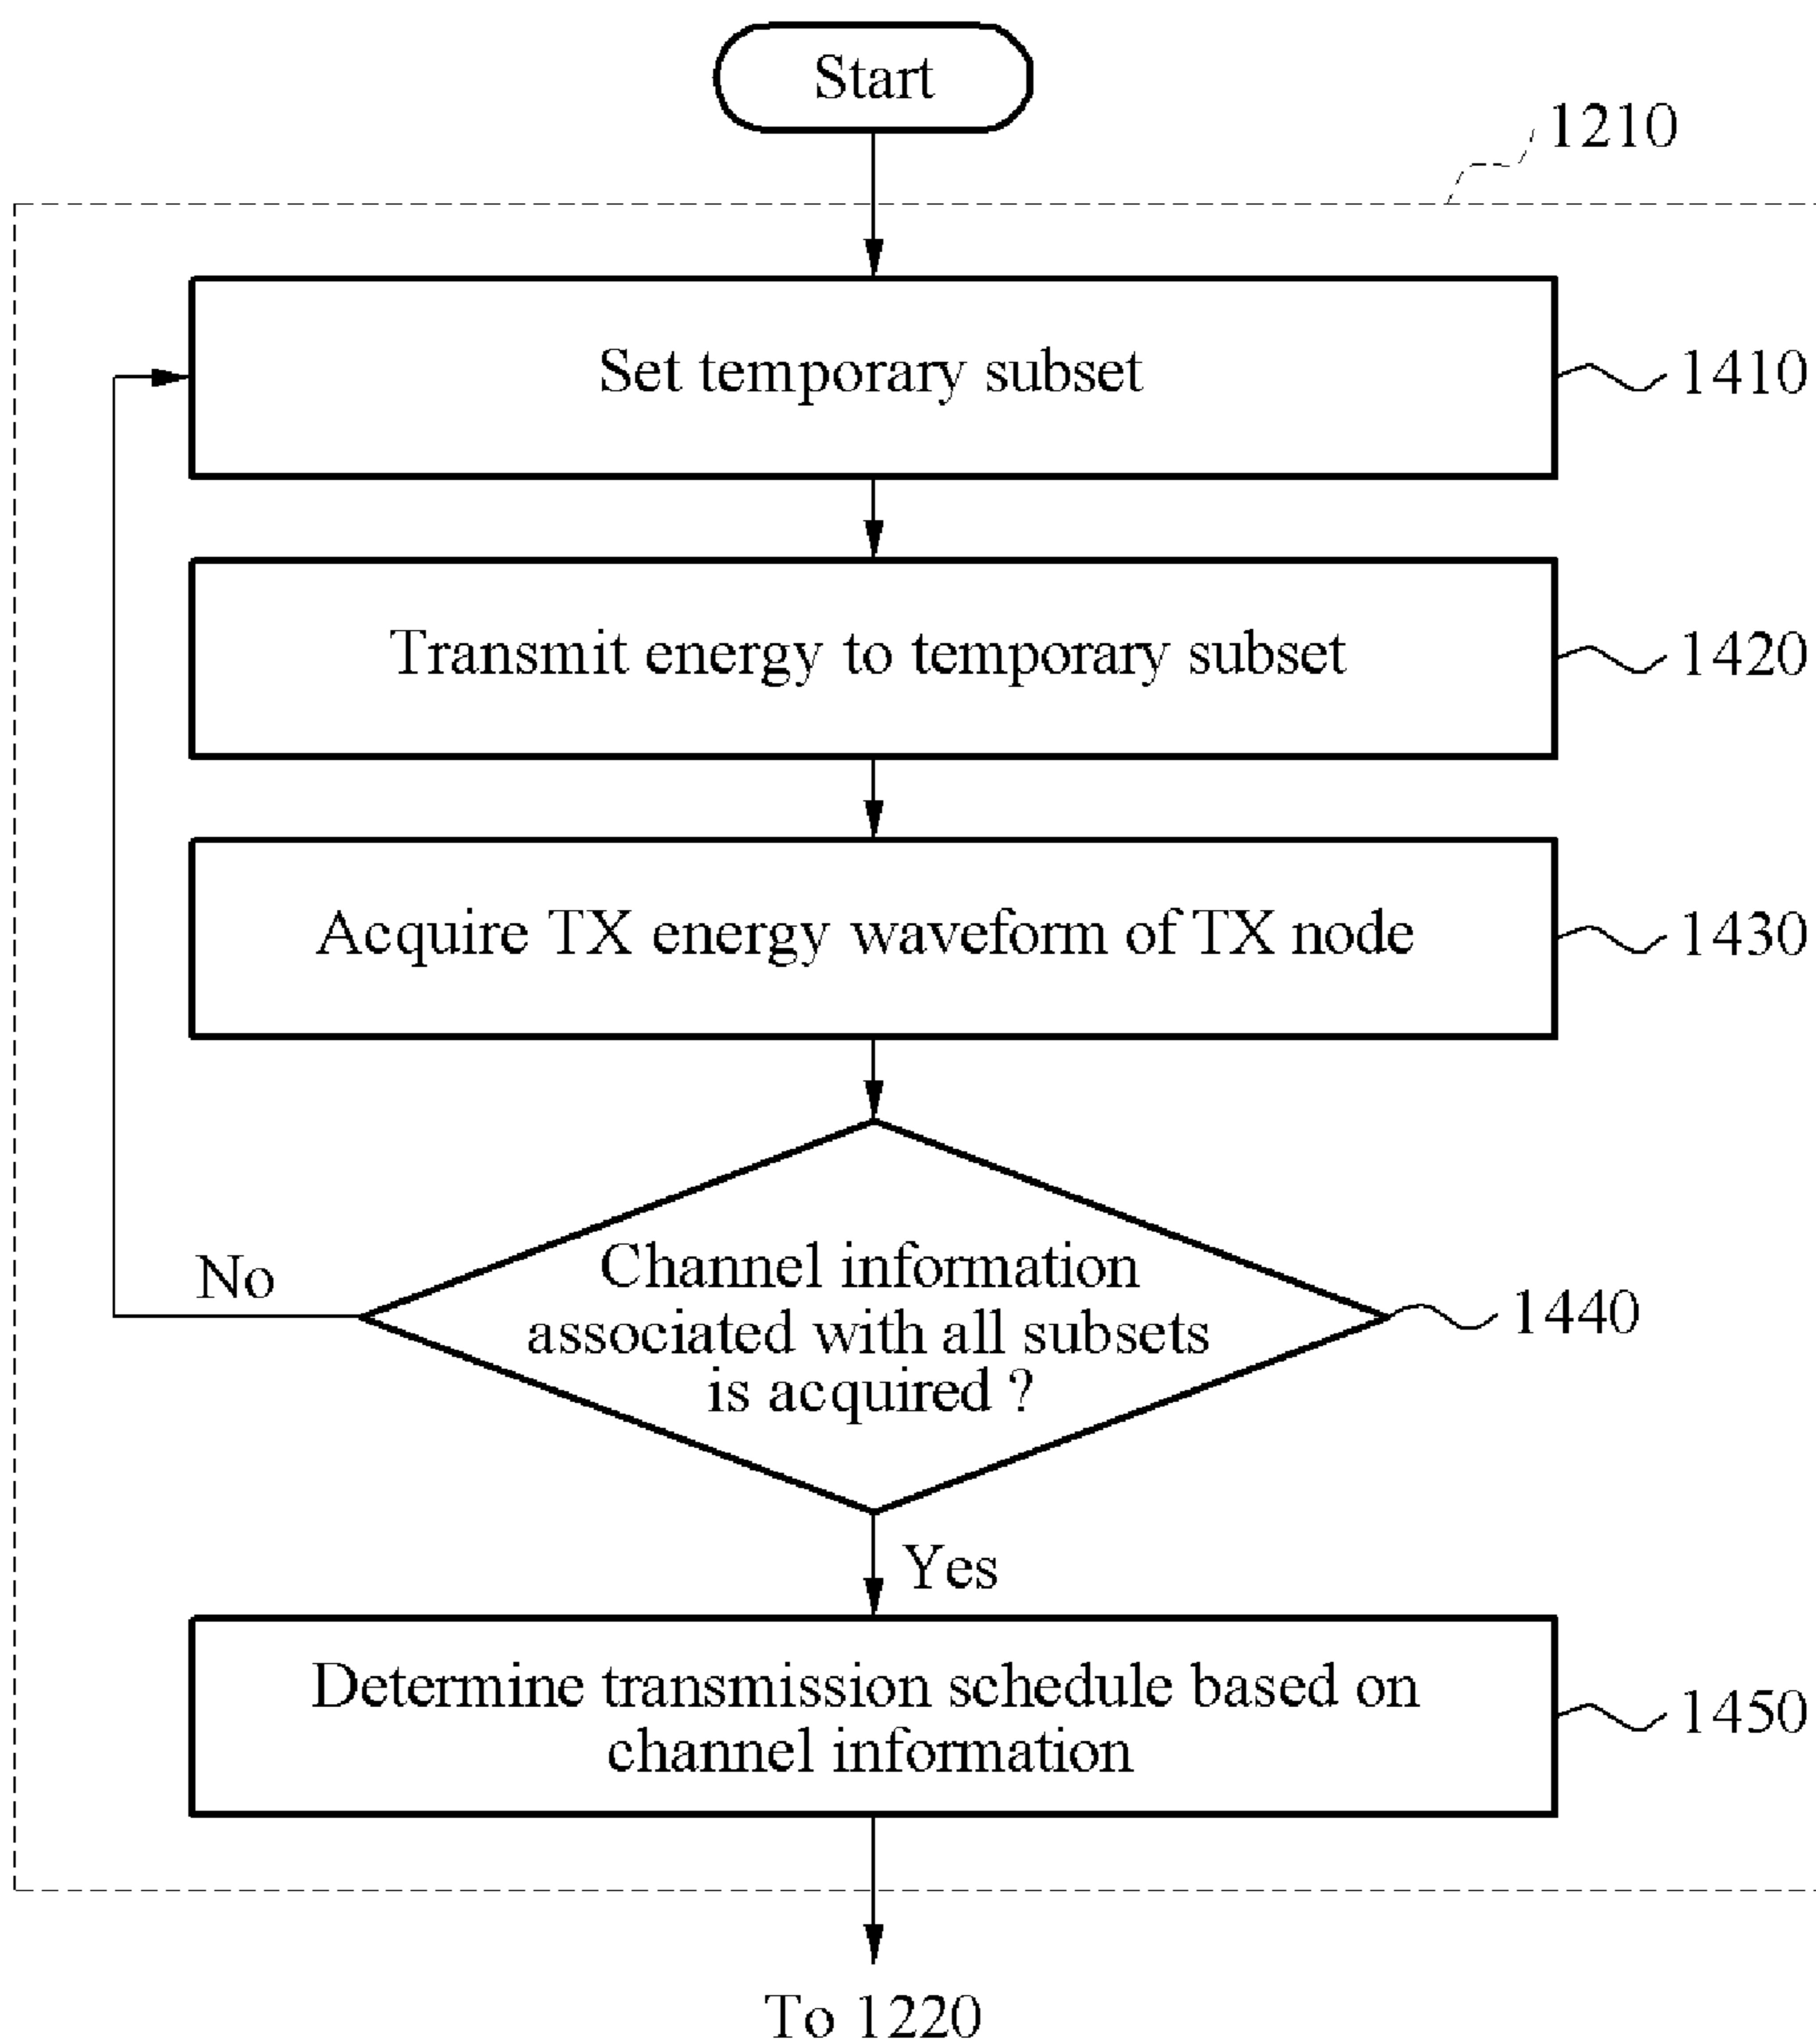 Start
1210
Set temporary subset
1410
Transmit energy to temporary subset
1420
Acquire TX energy waveform of TX node
1430
Channel information
associated with all subsets
is acquired ?
1440
No
Yes
Determine transmission schedule based on
channel information
1450
To 1220